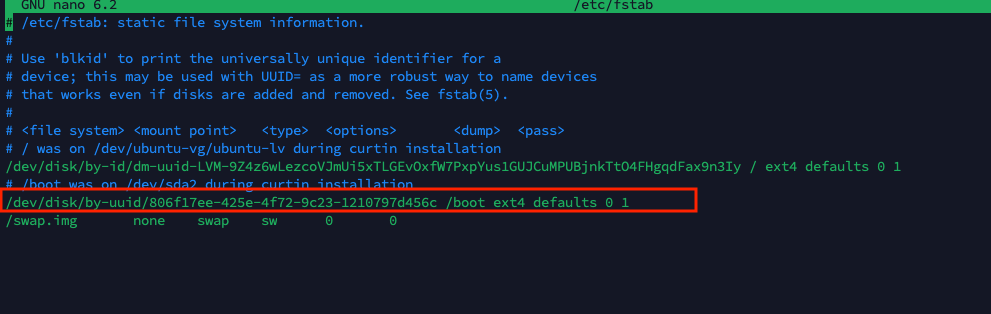 GNU nano 6.2 /etc/fstab
# /etc/fstab: static file system information.
#
# Use 'blkid' to print the universally unique identifier for a
# device; this may be used with UUID= as a more robust way to name devices
# that works even if disks are added and removed. See fstab(5).
#
# <file system> <mount point>   <type>  <options>       <dump>  <pass>
# / was on /dev/ubuntu-vg/ubuntu-lv during curtin installation
/dev/disk/by-id/dm-uuid-LVM-9Z4z6wLezcoVJmUi5xTLGEvOxfW7PxpYus1GUJCuMPUBjnkTtO4FHgqdFax9n3Iy / ext4 defaults 0 1
# /boot was on /dev/sda2 during curtin installation
/dev/disk/by-uuid/806f17ee-425e-4f72-9c23-1210797d456c /boot ext4 defaults 0 1
/swap.img       none    swap    sw      0       0